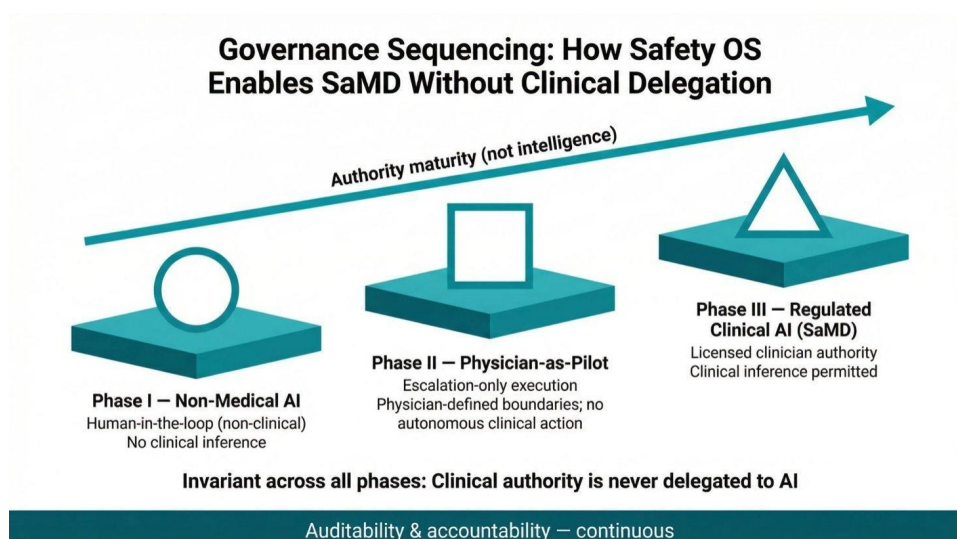 Governance Sequencing: How Safety OS
Enables SaMD Without Clinical Delegation
Authority maturity (not intelligence)
Phase I — Non-Medical AI
Human-in-the-loop (non-clinical)
No clinical inference
Phase II — Physician-as-Pilot
Escalation-only execution
Physician-defined boundaries; no
autonomous clinical action
Phase III — Regulated
Clinical AI (SaMD)
Licensed clinician authority
Clinical inference permitted
Invariant across all phases: Clinical authority is never delegated to AI
Auditability & accountability — continuous